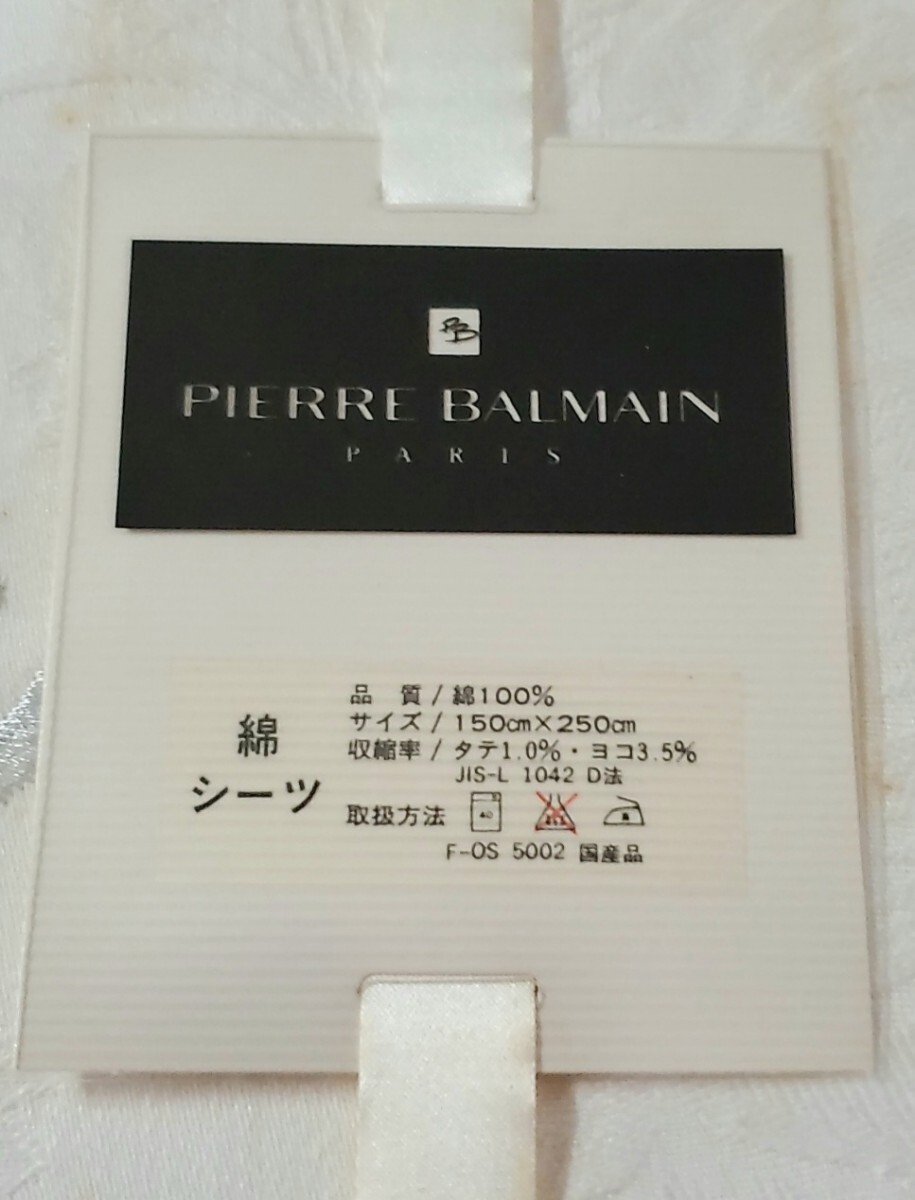 PB
PIERRE BALMAIN
PARIS
綿
シーツ
品 質 / 綿100%
サイズ / 150cm×250cm
収縮率 / タテ1.0%・ヨコ3.5%
JIS-L 1042 D法
取扱方法 40
F-OS 5002 国産品